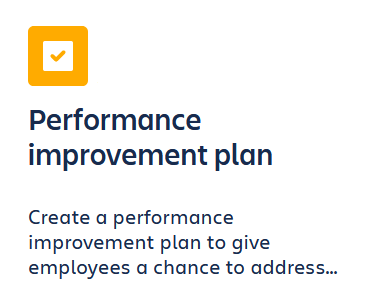 Performance
improvement plan
Create a performance
improvement plan to give
employees a chance to address...